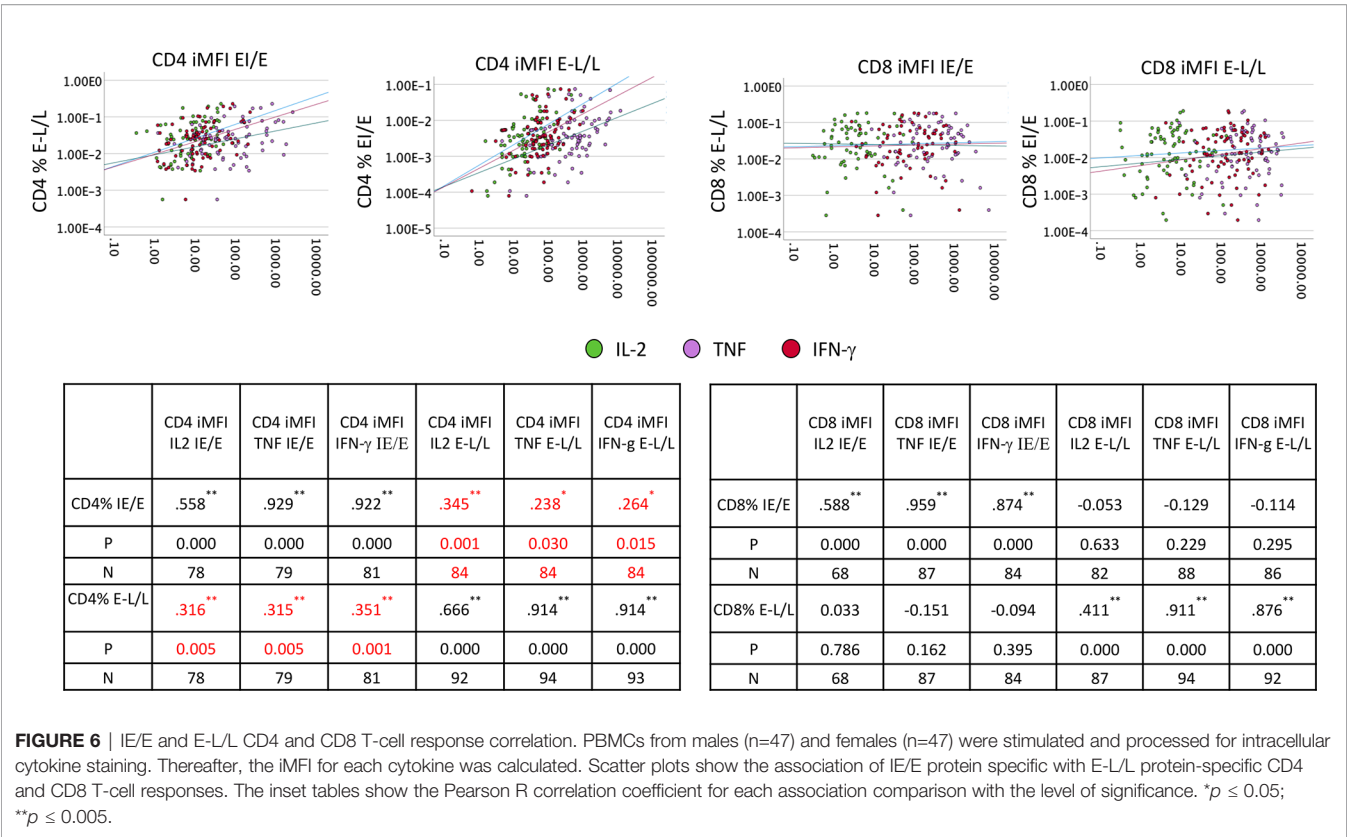 CD4 iMFI EI/E
CD4 % E-L/L
1.00E0
1.00E-1
1.00E-2
1.00E-3
1.00E-4
.10
1.00
10.00
100.00
1000.00
10000.00
CD4 iMFI E-L/L
CD4 % EI/E
1.00E-1
1.00E-2
1.00E-3
1.00E-4
1.00E-5
.10
1.00
10.00
100.00
1000.00
10000.00
100000.00
CD8 iMFI IE/E
CD8 % E-L/L
1.00E0
1.00E-1
1.00E-2
1.00E-3
1.00E-4
.10
1.00
10.00
100.00
1000.00
10000.00
CD8 iMFI E-L/L
CD8 % EI/E
1.00E0
1.00E-1
1.00E-2
1.00E-3
1.00E-4
.10
1.00
10.00
100.00
1000.00
10000.00
IL-2 TNF IFN-γ
CD4 iMFI CD4 iMFI CD4 iMFI CD4 iMFI CD4 iMFI CD4 iMFI
IL2 IE/E TNF IE/E IFN-γ IE/E IL2 E-L/L TNF E-L/L IFN-g E-L/L
CD4% IE/E .558** .929** .922** .345** .238* .264*
P 0.000 0.000 0.000 0.001 0.030 0.015
N 78 79 81 84 84 84
CD4% E-L/L .316** .315** .351** .666** .914** .914**
P 0.005 0.005 0.001 0.000 0.000 0.000
N 78 79 81 92 94 93
CD8 iMFI CD8 iMFI CD8 iMFI CD8 iMFI CD8 iMFI CD8 iMFI
IL2 IE/E TNF IE/E IFN-γ IE/E IL2 E-L/L TNF E-L/L IFN-g E-L/L
CD8% IE/E .588** .959** .874** -0.053 -0.129 -0.114
P 0.000 0.000 0.000 0.633 0.229 0.295
N 68 87 84 82 88 86
CD8% E-L/L 0.033 -0.151 -0.094 .411** .911** .876**
P 0.786 0.162 0.395 0.000 0.000 0.000
N 68 87 84 87 94 92
FIGURE 6 | IE/E and E-L/L CD4 and CD8 T-cell response correlation. PBMCs from males (n=47) and females (n=47) were stimulated and processed for intracellular
cytokine staining. Thereafter, the iMFI for each cytokine was calculated. Scatter plots show the association of IE/E protein specific with E-L/L protein-specific CD4
and CD8 T-cell responses. The inset tables show the Pearson R correlation coefficient for each association comparison with the level of significance. *p ≤ 0.05;
**p ≤ 0.005.